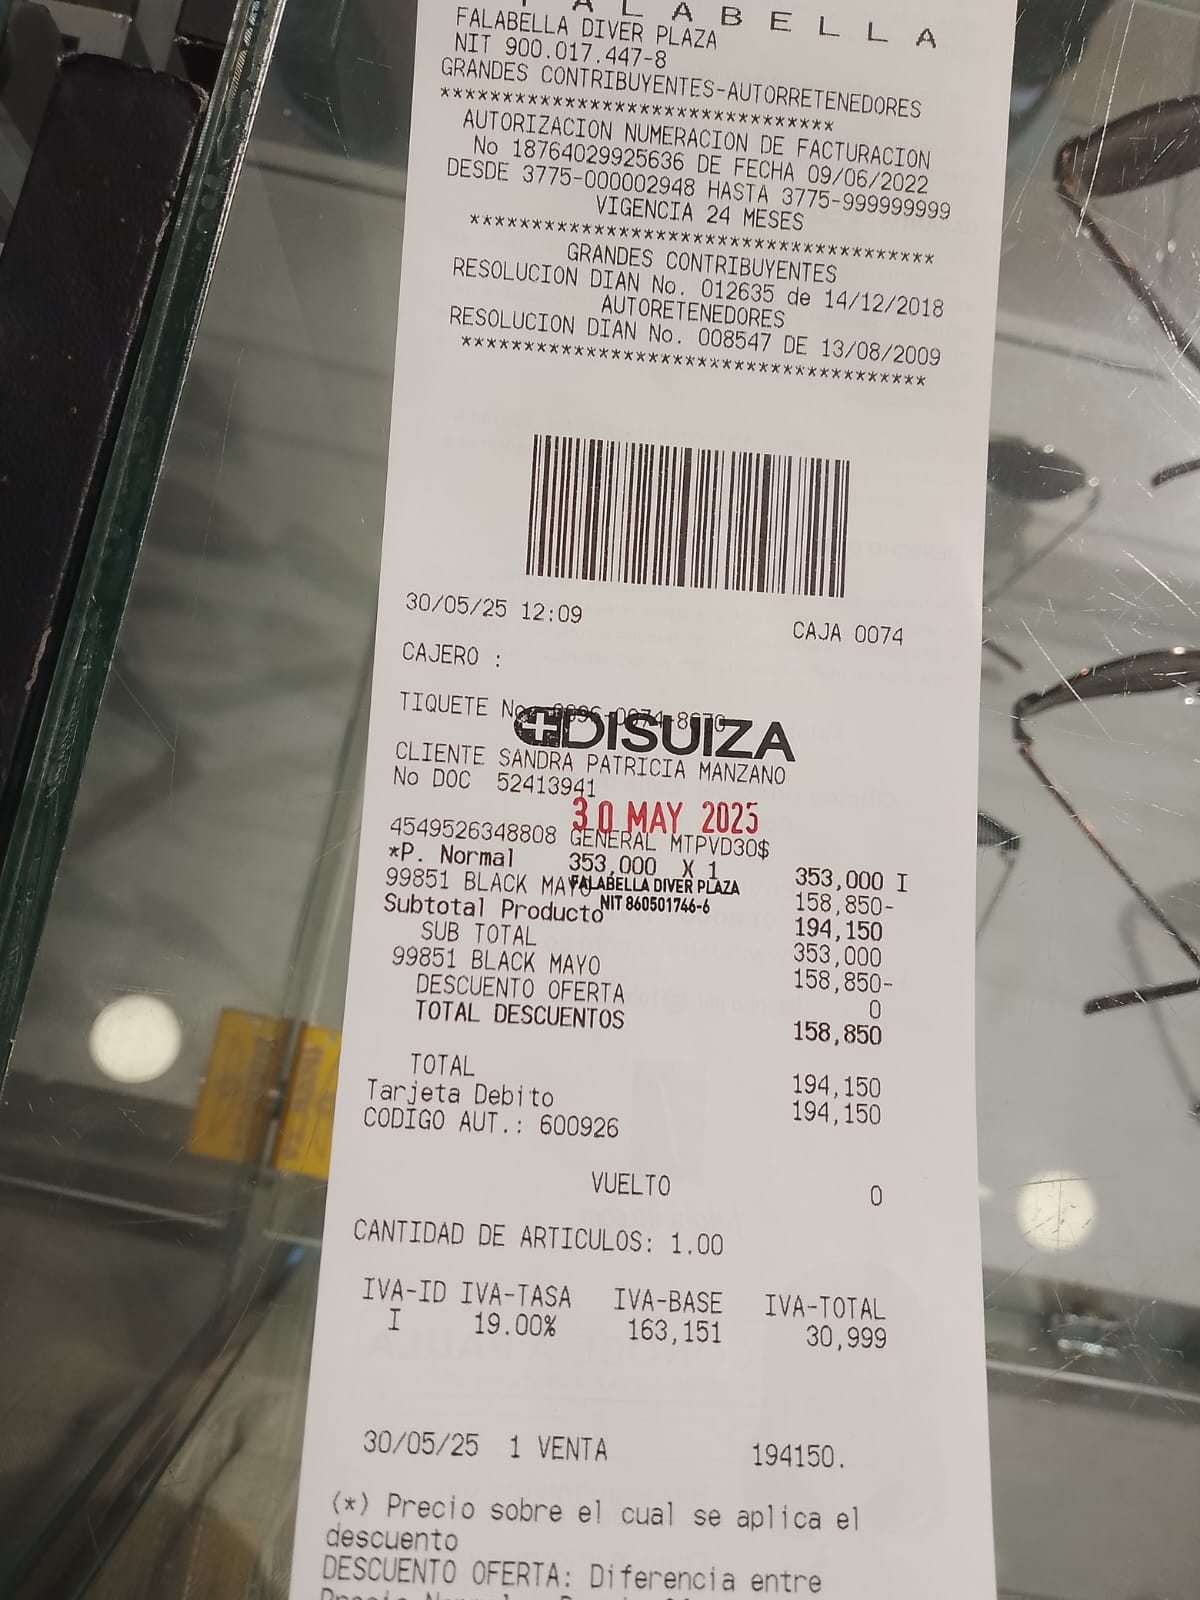 FALABELLA
FALABELLA DIVER PLAZA
NIT 900.017.447-8
GRANDES CONTRIBUYENTES-AUTORRETENEDORES
*******************************
AUTORIZACION NUMERACION DE FACTURACION
No 18764029925636 DE FECHA 09/06/2022
DESDE 3775-000002948 HASTA 3775-999999999
VIGENCIA 24 MESES
*************************************
GRANDES CONTRIBUYENTES
RESOLUCION DIAN No. 012635 de 14/12/2018
AUTORETENEDORES
RESOLUCION DIAN No. 008547 DE 13/08/2009
*************************************
30/05/25 12:09 CAJA 0074
CAJERO :
TIQUETE No. 0096-0074-8670
DISUIZA
CLIENTE SANDRA PATRICIA MANZANO
No DOC 52413941
30 MAY 2025
4549526348808 GENERAL MTPVD30$
*P. Normal 353,000 X 1 353,000 I
99851 BLACK MAYO 158,850-
FALABELLA DIVER PLAZA
NIT 860501746-6
Subtotal Producto 194,150
SUB TOTAL 353,000
99851 BLACK MAYO 158,850-
DESCUENTO OFERTA 0
TOTAL DESCUENTOS 158,850
TOTAL 194,150
Tarjeta Debito 194,150
CODIGO AUT.: 600926
VUELTO 0
CANTIDAD DE ARTICULOS: 1.00
IVA-ID IVA-TASA IVA-BASE IVA-TOTAL
I 19.00% 163,151 30,999
30/05/25 1 VENTA 194150.
(*) Precio sobre el cual se aplica el
descuento
DESCUENTO OFERTA: Diferencia entre